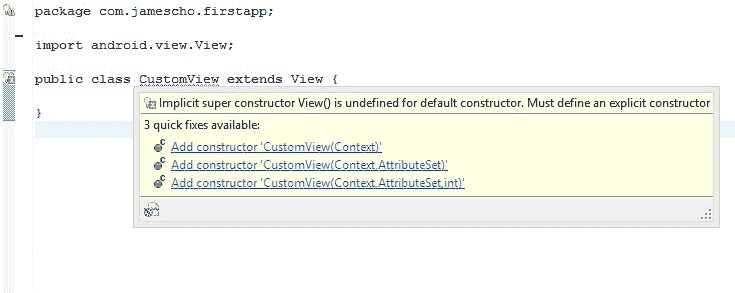 package com.jamescho.firstapp;
import android.view.View;
public class CustomView extends View {
Implicit super constructor View() is undefined for default constructor. Must define an explicit constructor
3 quick fixes available:
Add constructor 'CustomView(Context)'
Add constructor 'CustomView(Context,AttributeSet)'
Add constructor 'CustomView(Context,AttributeSet,int)'
}